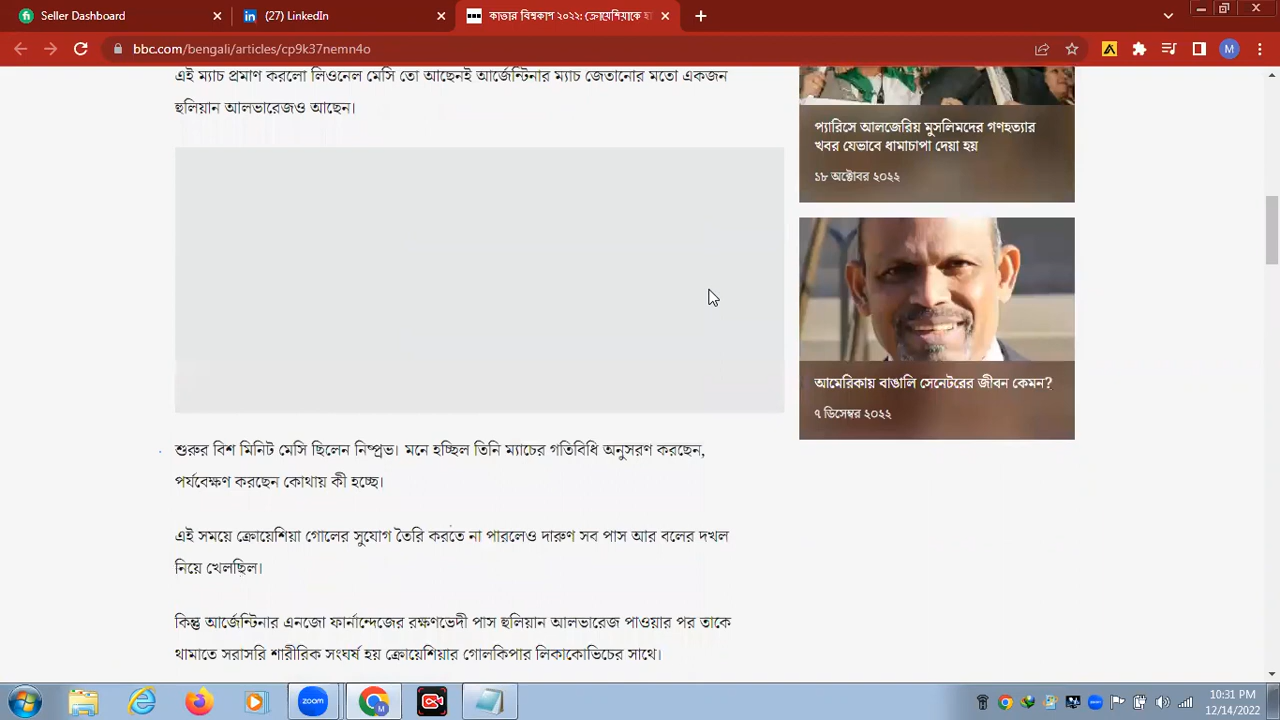 Seller Dashboard
(27) LinkedIn
কাতার বিশ্বকাপ ২০২২: ক্রোয়েশিয়াকে
bbc.com/bengali/articles/cp9k37nemn4o
M
এই ম্যাচ প্রমাণ করলো লিওনেল মেসি তো আছেনই আর্জেন্টিনার ম্যাচ জেতানোর মতো একজন
হুলিয়ান আলভারেজও আছেন।
শুরুর বিশ মিনিট মেসি ছিলেন নিষ্প্রভ। মনে হচ্ছিল তিনি ম্যাচের গতিবিধি অনুসরণ করছেন,
পর্যবেক্ষণ করছেন কোথায় কী হচ্ছে।
এই সময়ে ক্রোয়েশিয়া গোলের সুযোগ তৈরি করতে না পারলেও দারুণ সব পাস আর বলের দখল
নিয়ে খেলছিল।
কিন্তু আর্জেন্টিনার এনজো ফার্নান্দেজের রক্ষণভেদী পাস হুলিয়ান আলভারেজ পাওয়ার পর তাকে
থামাতে সরাসরি শারীরিক সংঘর্ষ হয় ক্রোয়েশিয়ার গোলকিপার লিকাকোভিচের সাথে।
প্যারিসে আলজেরিয় মুসলিমদের গণহত্যার
খবর যেভাবে ধামাচাপা দেয়া হয়
১৮ অক্টোবর ২০২২
আমেরিকায় বাঙালি সেনেটরের জীবন কেমন?
৭ ডিসেম্বর ২০২২
zoom
10:31 PM
12/14/2022